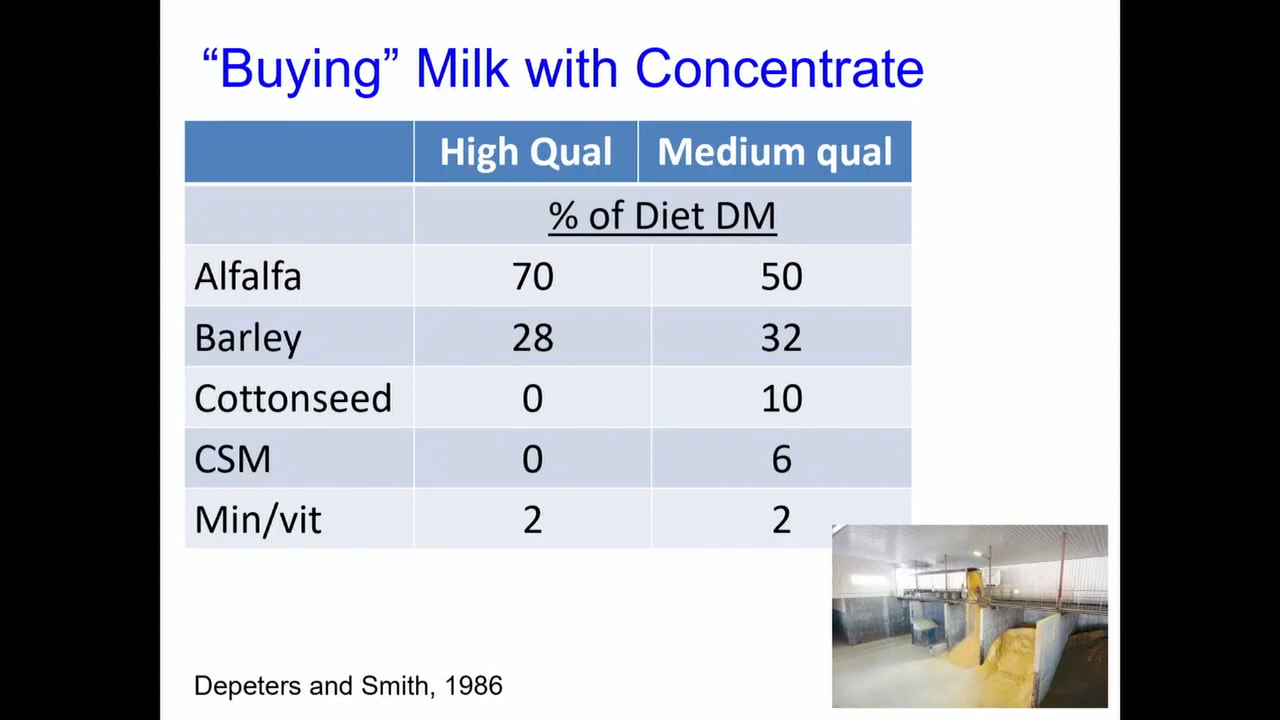 “Buying” Milk with Concentrate
High Qual Medium qual
% of Diet DM
Alfalfa 70 50
Barley 28 32
Cottonseed 0 10
CSM 0 6
Min/vit 2 2
Depeters and Smith, 1986